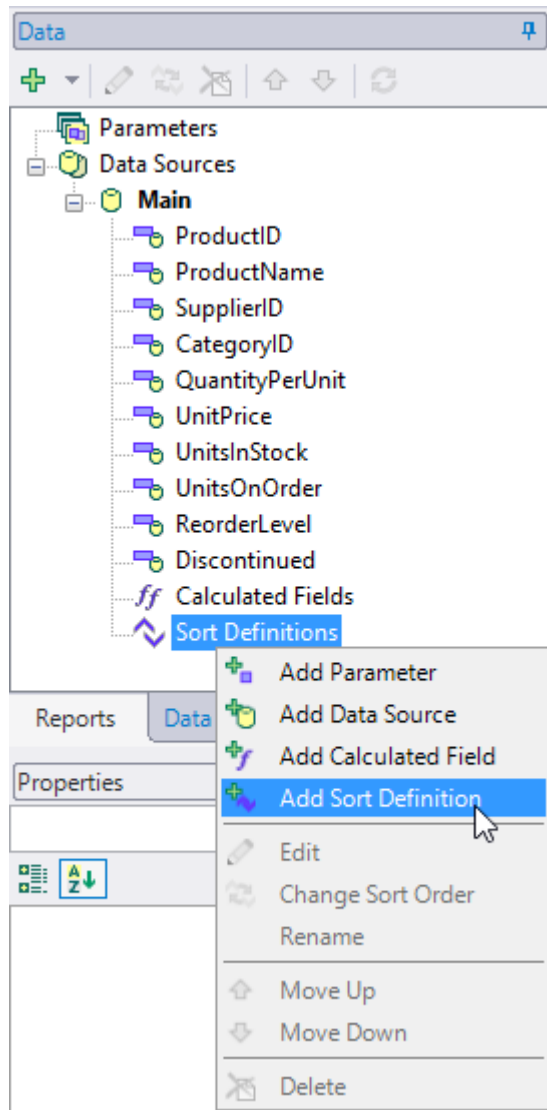 Data
Parameters
Data Sources
Main
ProductID
ProductName
SupplierID
CategoryID
QuantityPerUnit
UnitPrice
UnitsInStock
UnitsOnOrder
ReorderLevel
Discontinued
ff Calculated Fields
Sort Definitions
Add Parameter
Add Data Source
Add Calculated Field
Add Sort Definition
Edit
Change Sort Order
Rename
Move Up
Move Down
Delete
Reports Data
Properties